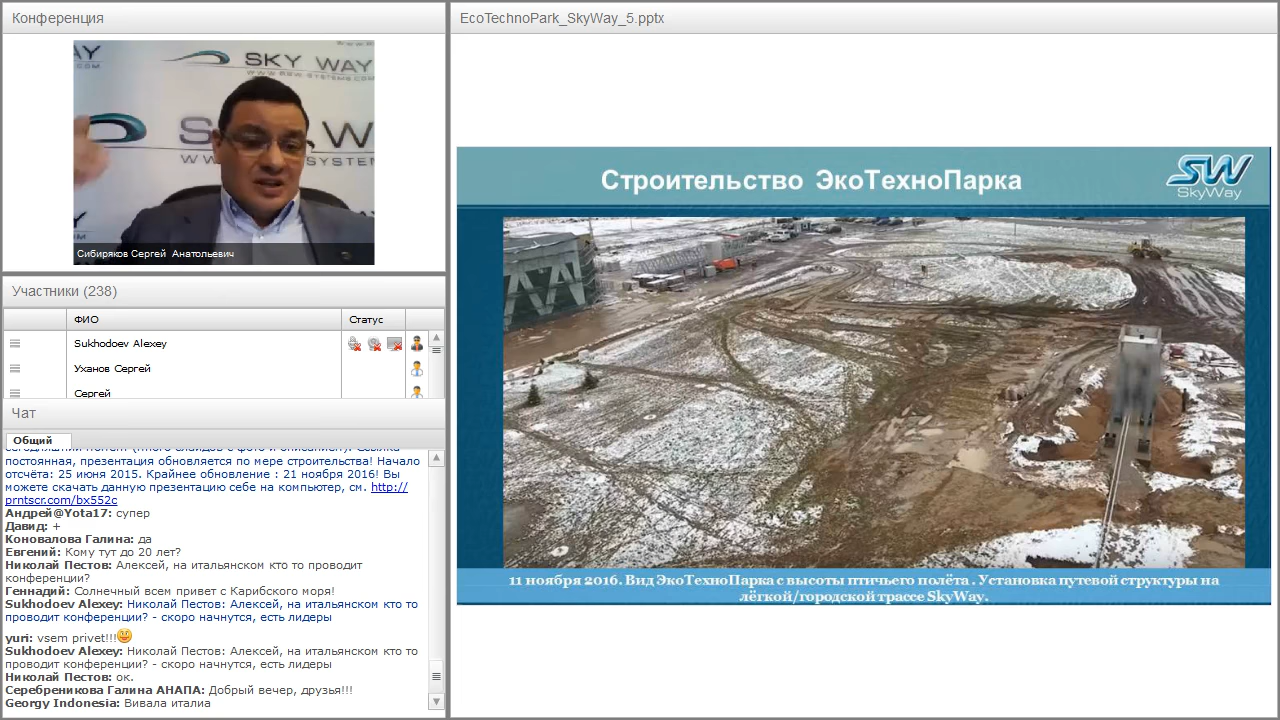 Конференция
EcoTechnoPark_SkyWay_5.pptx
SKY WAY
Сибиряков Сергей Анатольевич
Участники (238)
ФИО
Статус
Sukhodoev Alexey
Уханов Сергей
Сергей
Чат
Общий
постоянная, презентация обновляется по мере строительства! Начало
отсчёта: 25 июня 2015. Крайнее обновление : 21 ноября 2016! Вы
можете скачать данную презентацию себе на компьютер, см. http://
prntscr.com/bx552c
Андрей@Yota17: супер
Давид: +
Коновалова Галина: да
Евгений: Кому тут до 20 лет?
Николай Пестов: Алексей, на итальянском кто то проводит
конференции?
Геннадий: Солнечный всем привет с Карибского моря!
Sukhodoev Alexey: Николай Пестов: Алексей, на итальянском кто то
проводит конференции? - скоро начнутся, есть лидеры
yuri: vsem privet!!!
Sukhodoev Alexey: Николай Пестов: Алексей, на итальянском кто то
проводит конференции? - скоро начнутся, есть лидеры
Николай Пестов: ок.
Серебреникова Галина АНАПА: Добрый вечер, друзья!!!
Georgy Indonesia: Вивала италиа
Строительство ЭкоТехноПарка
SW
SkyWay
11 ноября 2016. Вид ЭкоТехноПарка с высоты птичьего полёта . Установка путевой структуры на
лёгкой/городской трассе SkyWay.